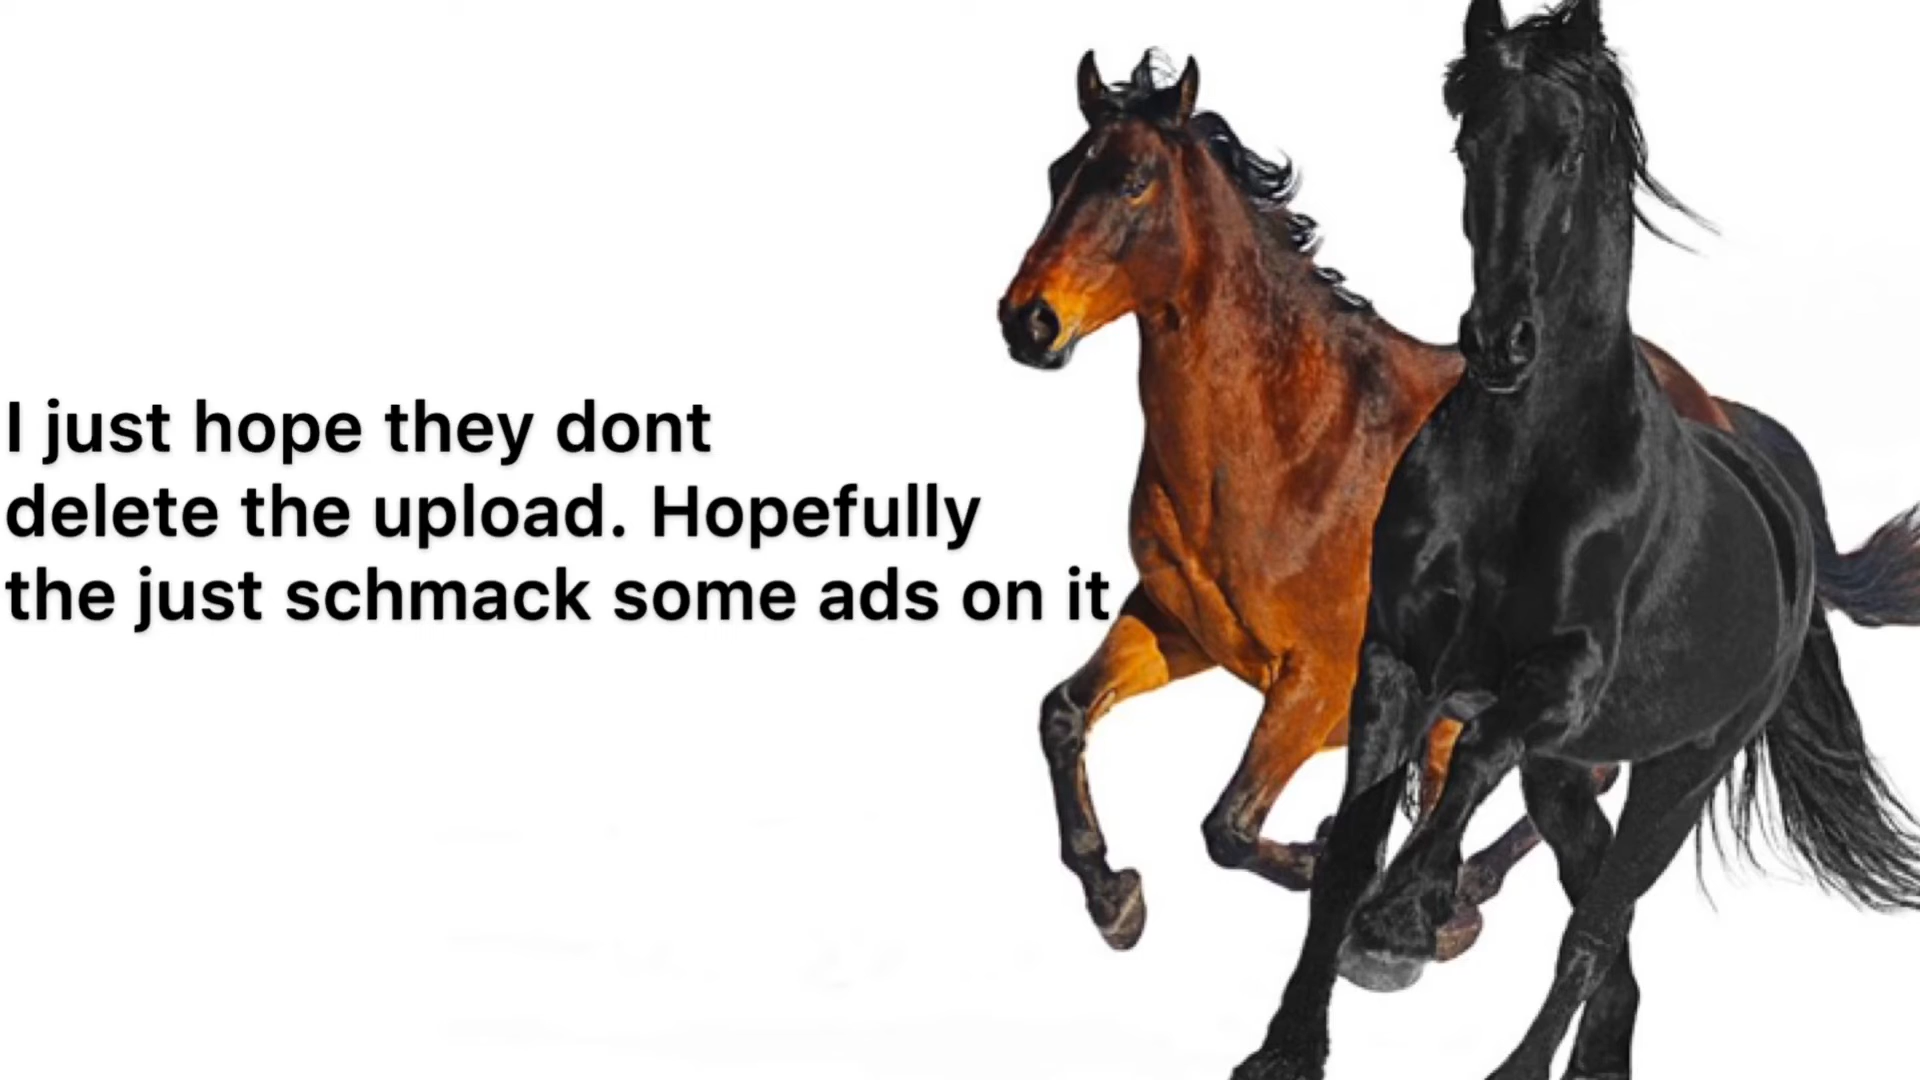 I just hope they dont
delete the upload. Hopefully
the just schmack some ads on it